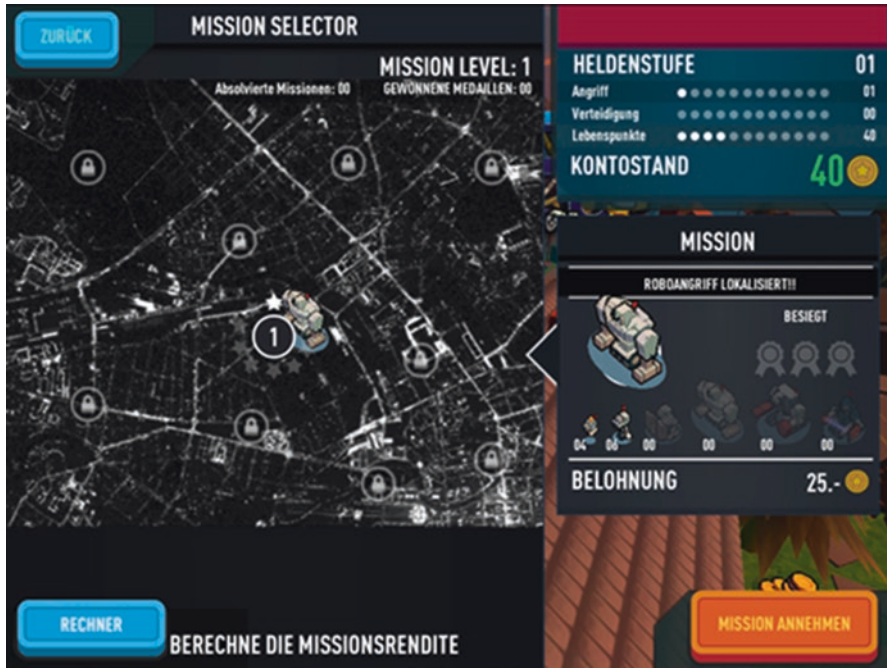 ZURÜCK
MISSION SELECTOR
MISSION LEVEL: 1
Absolvierte Missionen: 00 GEWONNENE MEDAILLEN: 00
1
RECHNER
BERECHNE DIE MISSIONSRENDITE
HELDENSTUFE 01
Angriff 01
Verteidigung 00
Lebenspunkte 40
KONTOSTAND 40
MISSION
ROBOANGRIFF LOKALISIERT!!
BESIEGT
04 06 00 00 00 00
BELOHNUNG 25.-
MISSION ANNEHMEN